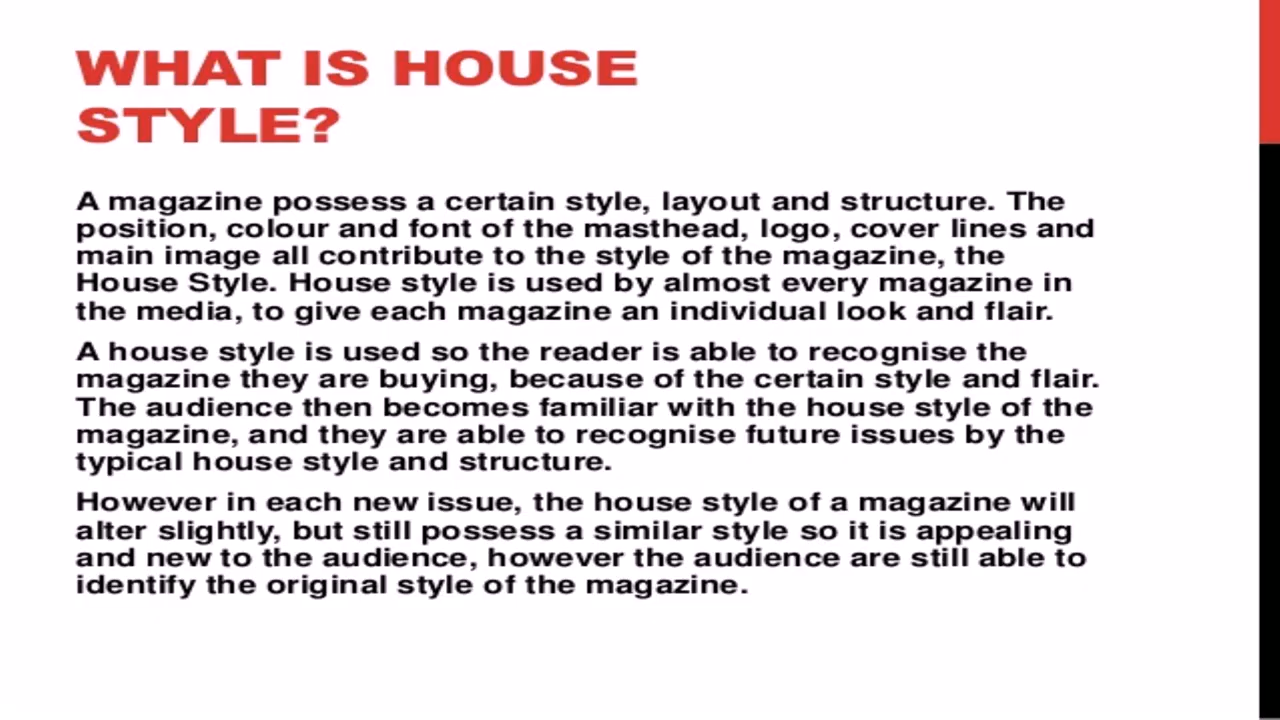 WHAT IS HOUSE
STYLE?
A magazine possess a certain style, layout and structure. The
position, colour and font of the masthead, logo, cover lines and
main image all contribute to the style of the magazine, the
House Style. House style is used by almost every magazine in
the media, to give each magazine an individual look and flair.
A house style is used so the reader is able to recognise the
magazine they are buying, because of the certain style and flair.
The audience then becomes familiar with the house style of the
magazine, and they are able to recognise future issues by the
typical house style and structure.
However in each new issue, the house style of a magazine will
alter slightly, but still possess a similar style so it is appealing
and new to the audience, however the audience are still able to
identify the original style of the magazine.